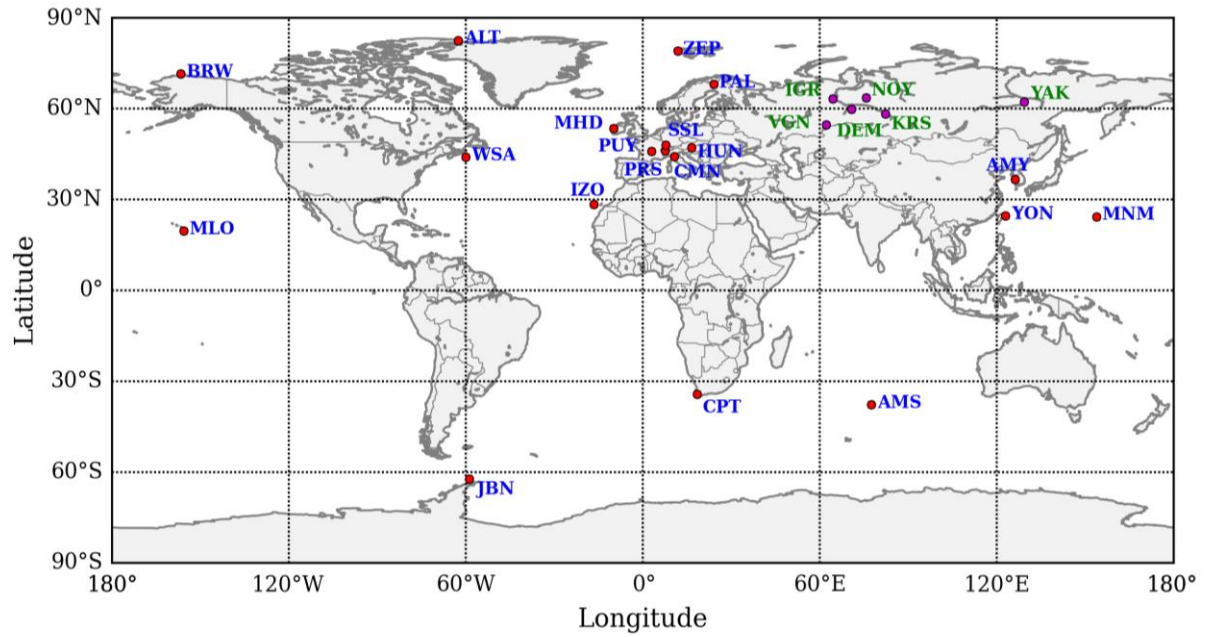 90°N
ALT
ZEP
BRW
PAL
IGR
NOY
YAK
60°N
MHD
SSL
VGN
DEM
KRS
PUY
HUN
WSA
PRS
CMN
AMY
IZO
30°N
MLO
YON
MNM
Latitude
0°
30°S
CPT
AMS
60°S
JBN
90°S
180°
120°W
60°W
0°
60°E
120°E
180°
Longitude